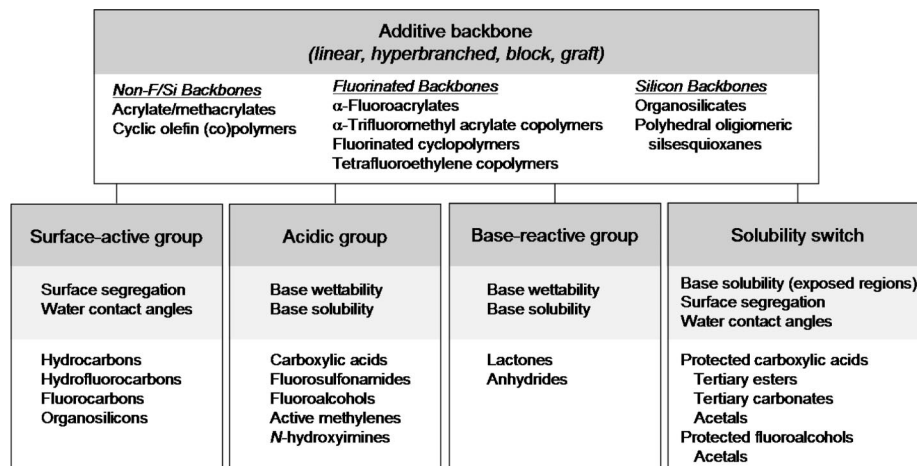 Additive backbone
(linear, hyperbranched, block, graft)
Non-F/Si Backbones
Acrylate/methacrylates
Cyclic olefin (co)polymers
Fluorinated Backbones
α-Fluoroacrylates
α-Trifluoromethyl acrylate copolymers
Fluorinated cyclopolymers
Tetrafluoroethylene copolymers
Silicon Backbones
Organosilicates
Polyhedral oligiomeric
silsesquioxanes
Surface-active group
Surface segregation
Water contact angles
Hydrocarbons
Hydrofluorocarbons
Fluorocarbons
Organosilicons
Acidic group
Base wettability
Base solubility
Carboxylic acids
Fluorosulfonamides
Fluoroalcohols
Active methylenes
N-hydroxyimines
Base-reactive group
Base wettability
Base solubility
Lactones
Anhydrides
Solubility switch
Base solubility (exposed regions)
Surface segregation
Water contact angles
Protected carboxylic acids
Tertiary esters
Tertiary carbonates
Acetals
Protected fluoroalcohols
Acetals